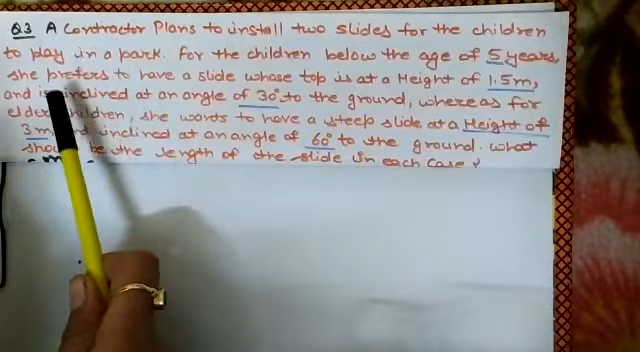 Q.3 A Contractor Plans to install two slides for the children
to play in a park. For the children below the age of 5 years,
she prefers to have a slide whose top is at a Height of 1.5m,
and is inclined at an angle of 30° to the ground, whereas for
elder children, she wants to have a steep slide at a Height of
3m inclined at an angle of 60° to the ground. what
be the length of the slide in each case?